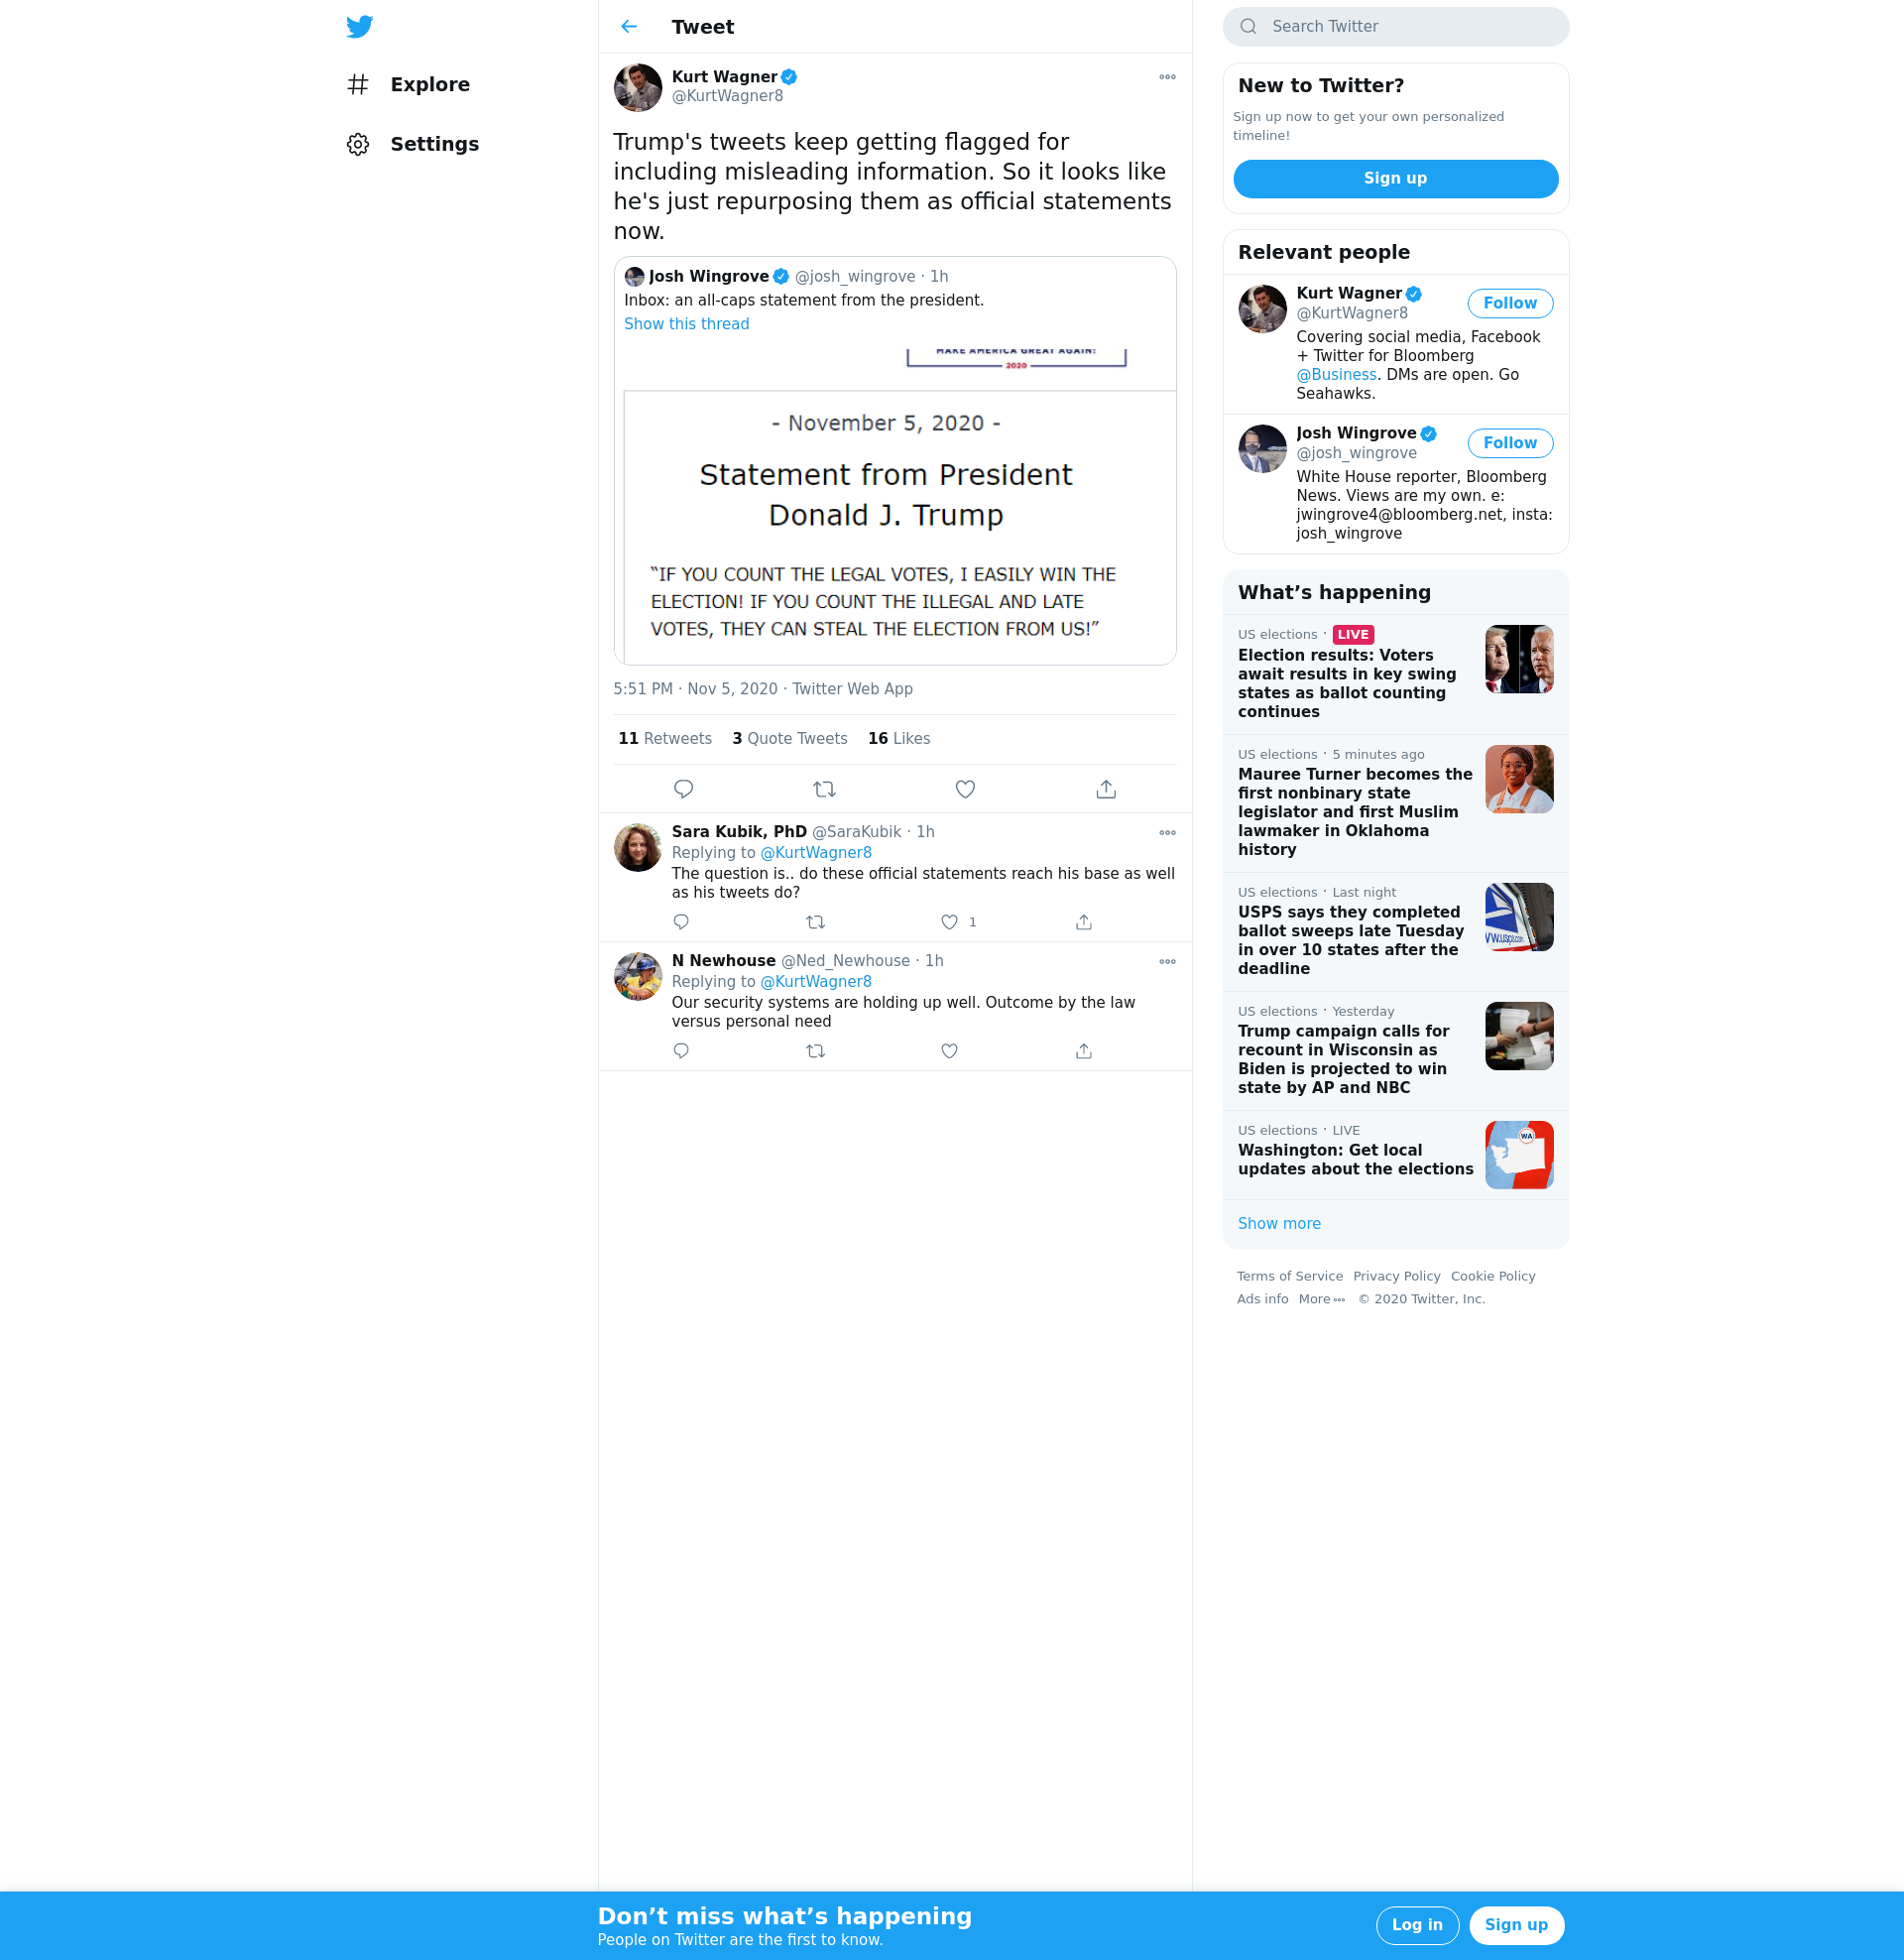 Explore
Settings
Tweet
Kurt Wagner
@KurtWagner8
Trump's tweets keep getting flagged for
including misleading information. So it looks like
he's just repurposing them as official statements
now.
Josh Wingrove @josh_wingrove · 1h
Inbox: an all-caps statement from the president.
Show this thread
MAKE AMERICA GREAT AGAIN!
2020
- November 5, 2020 -
Statement from President
Donald J. Trump
“IF YOU COUNT THE LEGAL VOTES, I EASILY WIN THE
ELECTION! IF YOU COUNT THE ILLEGAL AND LATE
VOTES, THEY CAN STEAL THE ELECTION FROM US!”
5:51 PM · Nov 5, 2020 · Twitter Web App
11 Retweets 3 Quote Tweets 16 Likes
Sara Kubik, PhD @SaraKubik · 1h
Replying to @KurtWagner8
The question is.. do these official statements reach his base as well
as his tweets do?
1
N Newhouse @Ned_Newhouse · 1h
Replying to @KurtWagner8
Our security systems are holding up well. Outcome by the law
versus personal need
Search Twitter
New to Twitter?
Sign up now to get your own personalized
timeline!
Sign up
Relevant people
Kurt Wagner
@KurtWagner8
Follow
Covering social media, Facebook
+ Twitter for Bloomberg
@Business. DMs are open. Go
Seahawks.
Josh Wingrove
@josh_wingrove
Follow
White House reporter, Bloomberg
News. Views are my own. e:
jwingrove4@bloomberg.net, insta:
josh_wingrove
What’s happening
US elections · LIVE
Election results: Voters
await results in key swing
states as ballot counting
continues
US elections · 5 minutes ago
Mauree Turner becomes the
first nonbinary state
legislator and first Muslim
lawmaker in Oklahoma
history
US elections · Last night
USPS says they completed
ballot sweeps late Tuesday
in over 10 states after the
deadline
US elections · Yesterday
Trump campaign calls for
recount in Wisconsin as
Biden is projected to win
state by AP and NBC
US elections · LIVE
Washington: Get local
updates about the elections
WA
Show more
Terms of Service Privacy Policy Cookie Policy
Ads info More © 2020 Twitter, Inc.
Don’t miss what’s happening
People on Twitter are the first to know.
Log in
Sign up